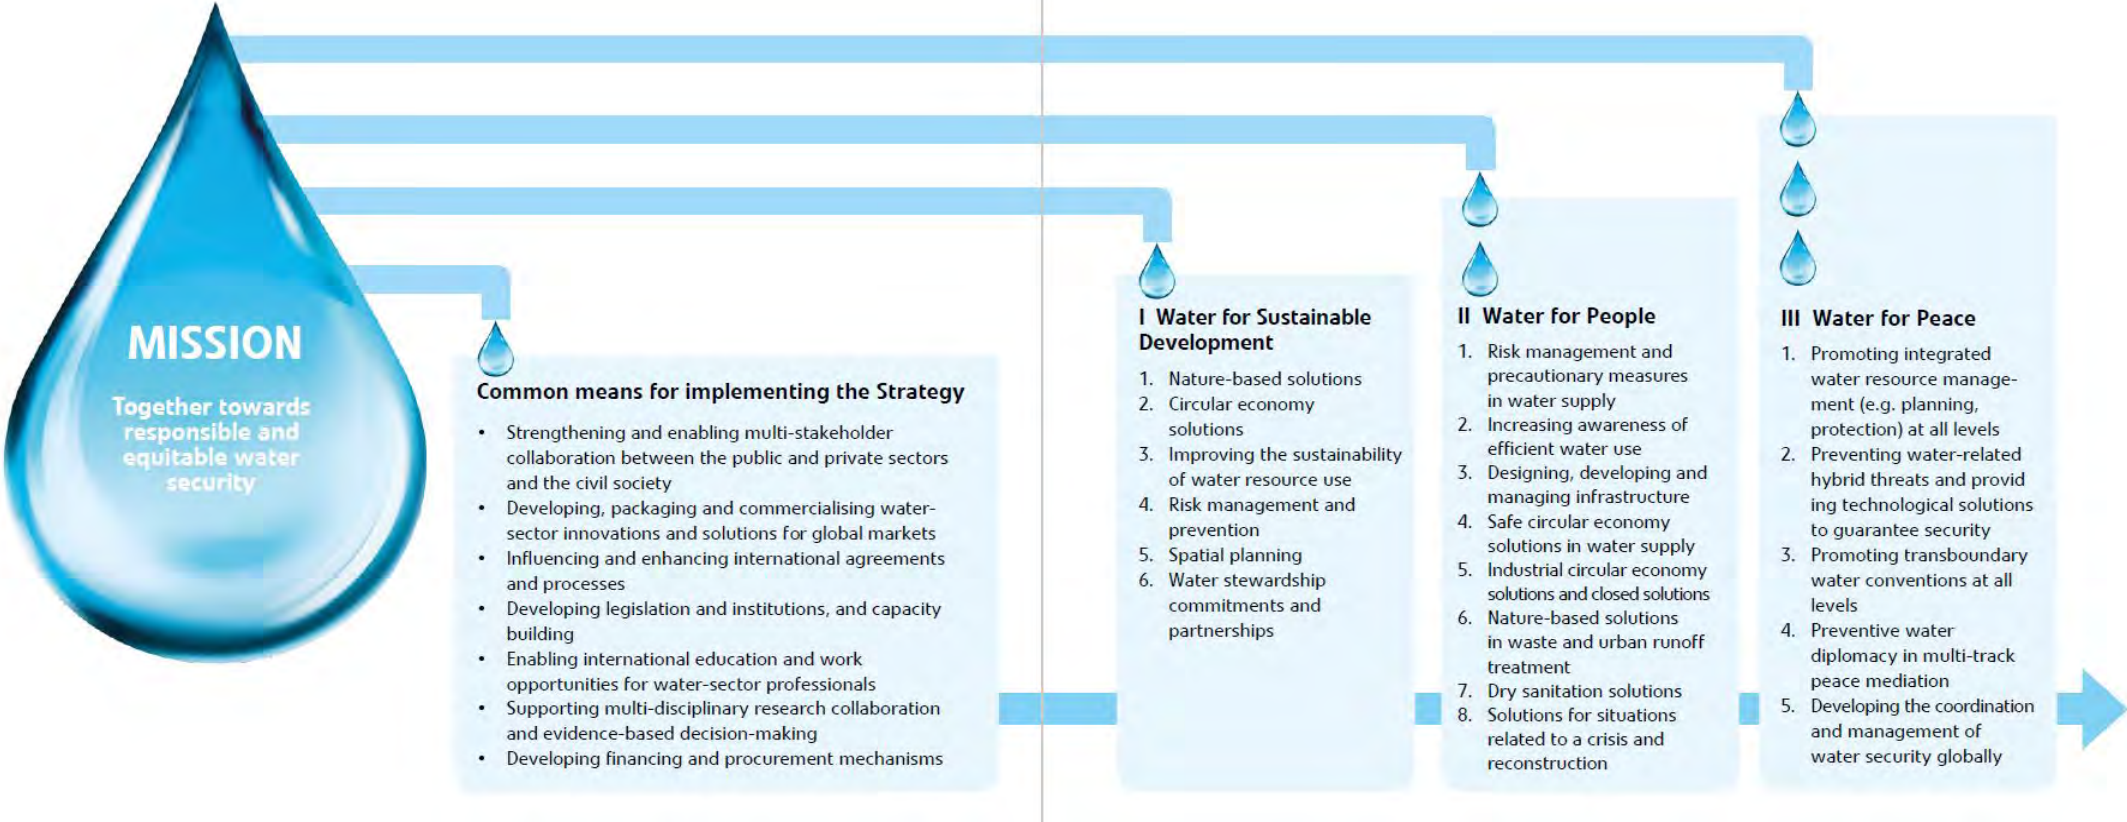 MISSION
Together towards
responsible and
equitable water
security
Common means for implementing the Strategy
• Strengthening and enabling multi-stakeholder
collaboration between the public and private sectors
and the civil society
• Developing, packaging and commercialising water-
sector innovations and solutions for global markets
• Influencing and enhancing international agreements
and processes
• Developing legislation and institutions, and capacity
building
• Enabling international education and work
opportunities for water-sector professionals
• Supporting multi-disciplinary research collaboration
and evidence-based decision-making
• Developing financing and procurement mechanisms
I Water for Sustainable
Development
1. Nature-based solutions
2. Circular economy
solutions
3. Improving the sustainability
of water resource use
4. Risk management and
prevention
5. Spatial planning
6. Water stewardship
commitments and
partnerships
II Water for People
1. Risk management and
precautionary measures
in water supply
2. Increasing awareness of
efficient water use
3. Designing, developing and
managing infrastructure
4. Safe circular economy
solutions in water supply
5. Industrial circular economy
solutions and closed solutions
6. Nature-based solutions
in waste and urban runoff
treatment
7. Dry sanitation solutions
8. Solutions for situations
related to a crisis and
reconstruction
III Water for Peace
1. Promoting integrated
water resource manage-
ment (e.g. planning,
protection) at all levels
2. Preventing water-related
hybrid threats and provid
ing technological solutions
to guarantee security
3. Promoting transboundary
water conventions at all
levels
4. Preventive water
diplomacy in multi-track
peace mediation
5. Developing the coordination
and management of
water security globally